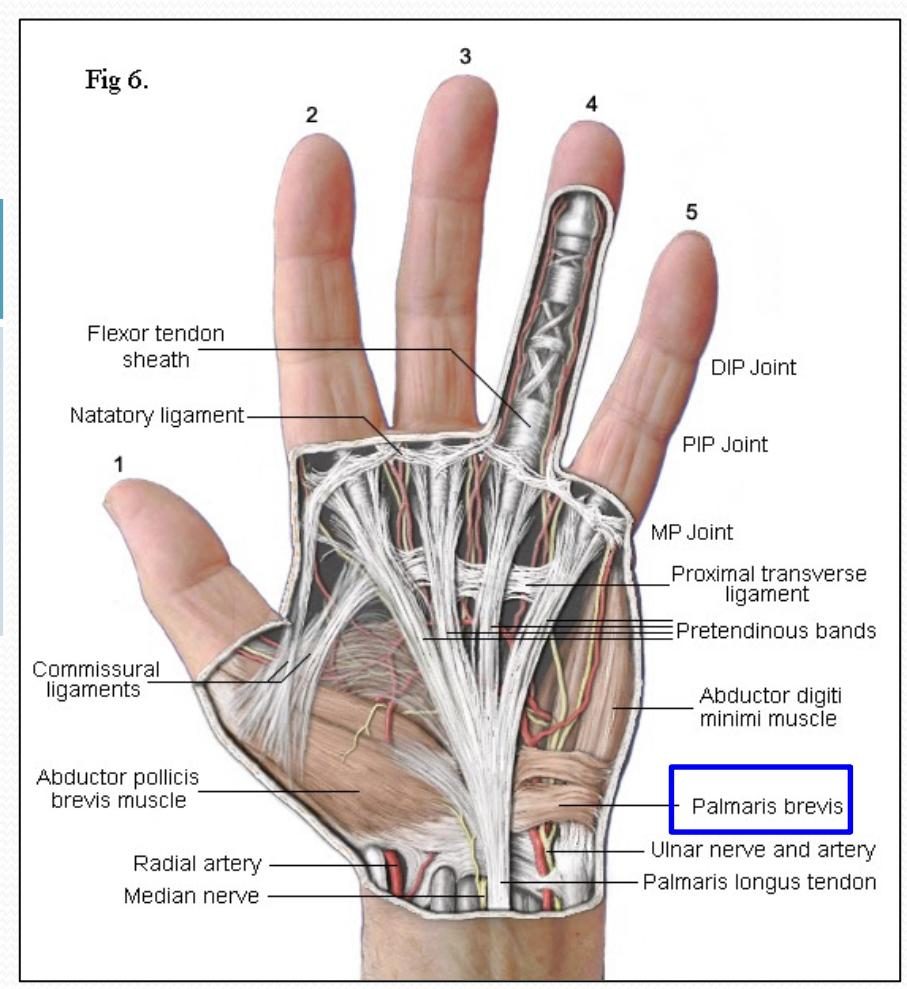 Fig 6.
3
2
4
5
Flexor tendon
sheath
DIP Joint
Natatory ligament
PIP Joint
1
MP Joint
Proximal transverse
ligament
Pretendinous bands
Commissural
ligaments
Abductor digiti
minimi muscle
Abductor pollicis
brevis muscle
Palmaris brevis
Ulnar nerve and artery
Radial artery
Palmaris longus tendon
Median nerve